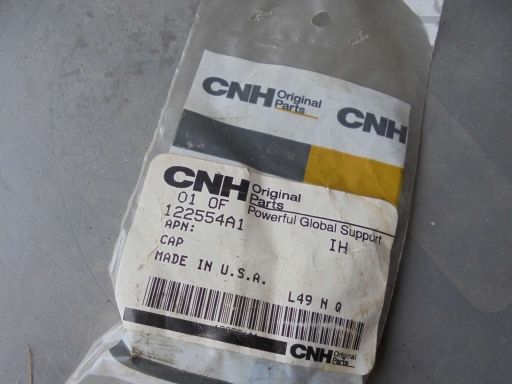 CNH Original Parts
CNH
CNH Original Parts
Powerful Global Support
01 OF
122554A1
IH
APN:
CAP
MADE IN U.S.A.
L49 N Q
CNH Original Parts